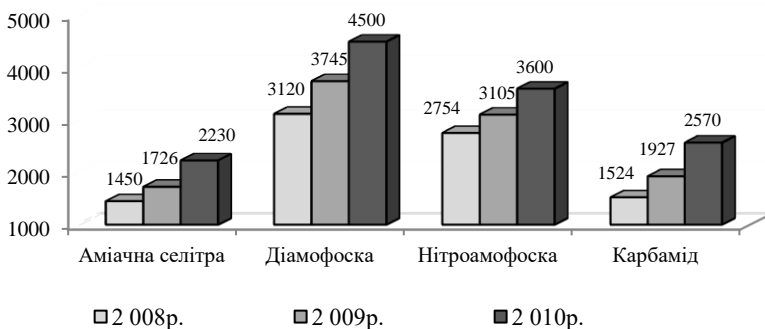 5000
4000
3000
2000
1000
1450
1726
2230
3120
3745
4500
2754
3105
3600
1524
1927
2570
Аміачна селітра
Діамофоска
Нітроамофоска
Карбамід
2 008р.
2 009р.
2 010р.